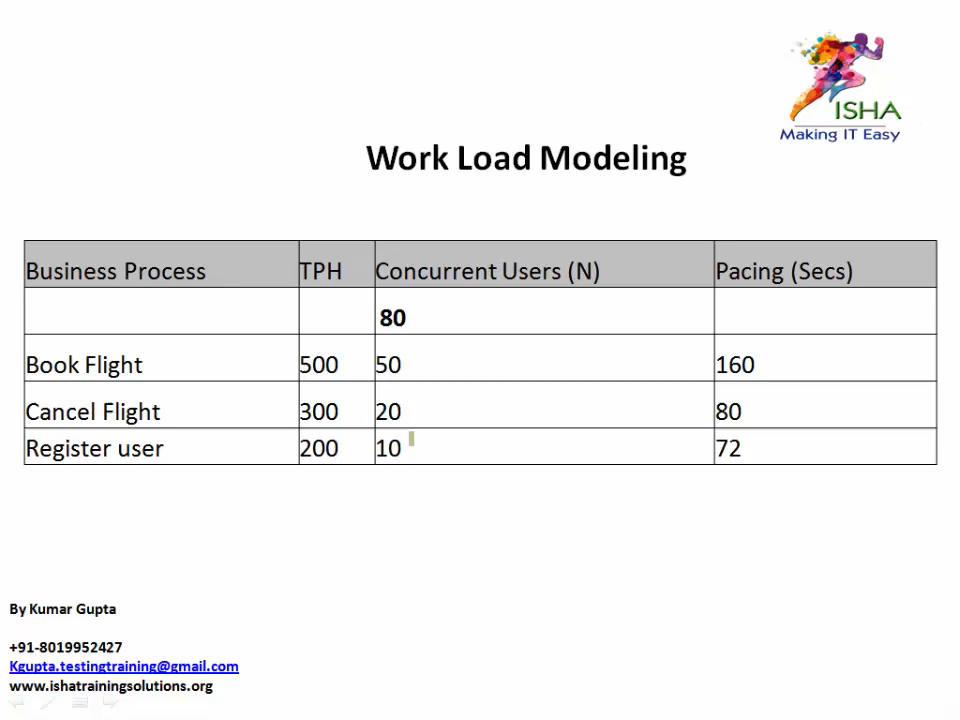 ISHA
Making IT Easy
Work Load Modeling
Business Process TPH Concurrent Users (N) Pacing (Secs)
80
Book Flight 500 50 160
Cancel Flight 300 20 80
Register user 200 10 72
By Kumar Gupta
+91-8019952427
Kgupta.testingtraining@gmail.com
www.ishatrainingsolutions.org